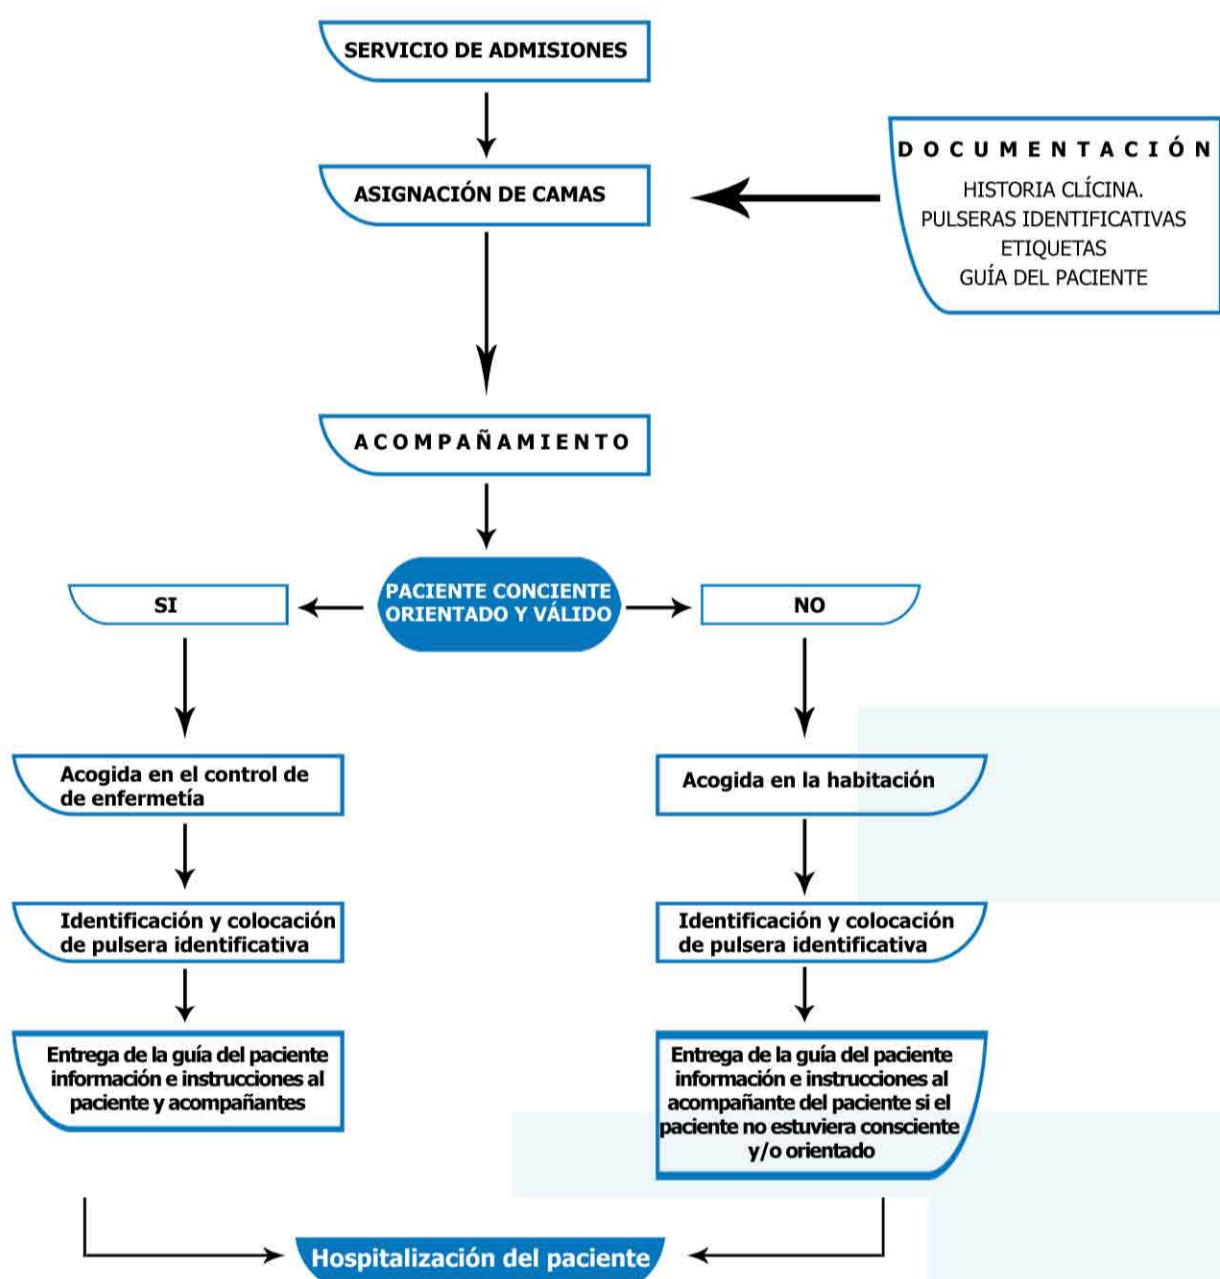 SERVICIO DE ADMISIONES
ASIGNACIÓN DE CAMAS
DOCUMENTACIÓN
HISTORIA CLÍCINA.
PULSERAS IDENTIFICATIVAS
ETIQUETAS
GUÍA DEL PACIENTE
ACOMPAÑAMIENTO
PACIENTE CONCIENTE
ORIENTADO Y VÁLIDO
SI
NO
Acogida en el control de
de enfermetía
Acogida en la habitación
Identificación y colocación
de pulsera identificativa
Identificación y colocación
de pulsera identificativa
Entrega de la guía del paciente
información e instrucciones al
paciente y acompañantes
Entrega de la guía del paciente
información e instrucciones al
acompañante del paciente si el
paciente no estuviera consciente
y/o orientado
Hospitalización del paciente